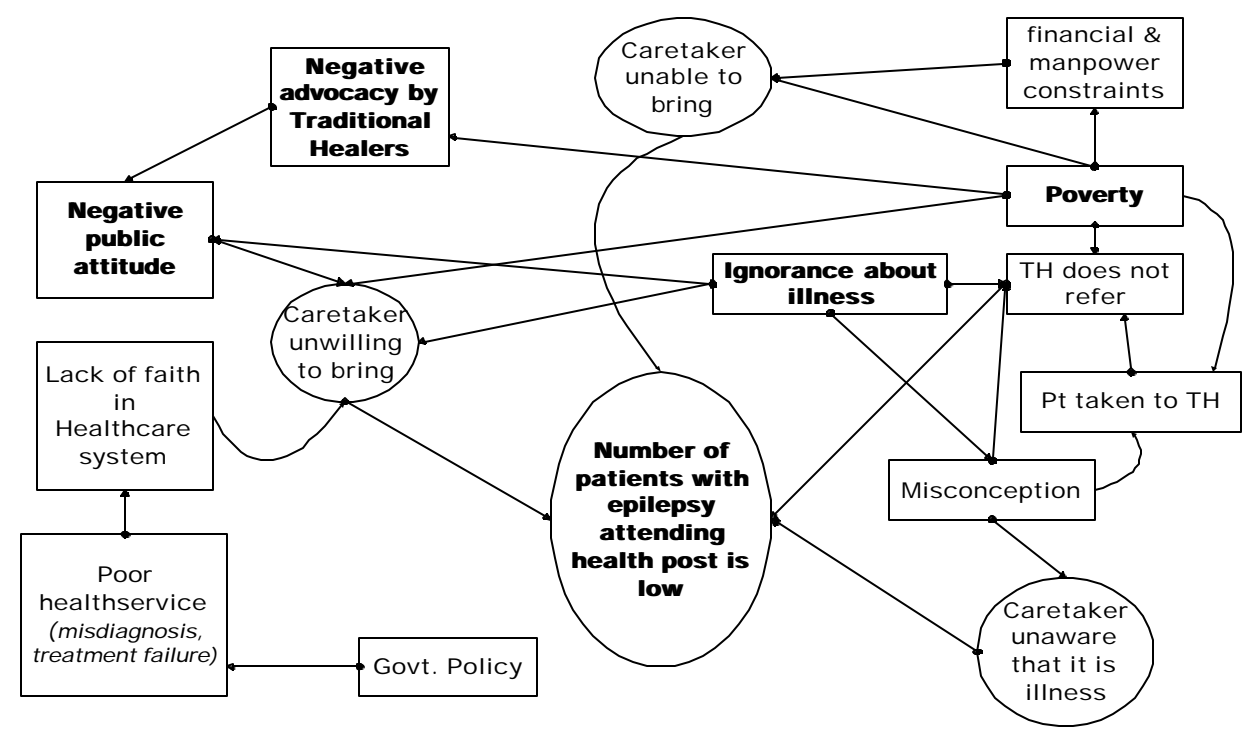 Caretaker
unable to
bring
financial &
manpower
constraints
Negative
advocacy by
Traditional
Healers
Poverty
Negative
public
attitude
Ignorance about
illness
TH does not
refer
Caretaker
unwilling
to bring
Lack of faith
in
Healthcare
system
Pt taken to TH
Number of
patients with
epilepsy
attending
health post is
low
Misconception
Poor
healthservice
(misdiagnosis,
treatment failure)
Govt. Policy
Caretaker
unaware
that it is
illness